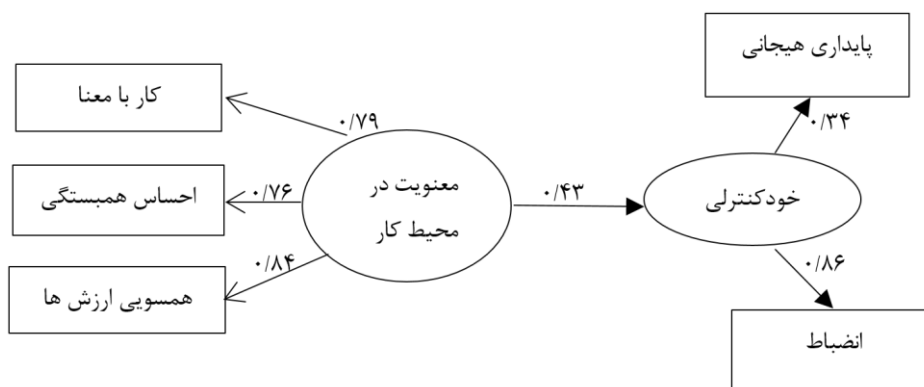 پایداری هیجانی
کار با معنا
۰/۷۹
۰/۳۴
احساس همبستگی
۰/۷۶
معنویت در
محیط کار
۰/۴۳
خودکنترلی
همسویی ارزش ها
۰/۸۴
۰/۸۶
انضباط